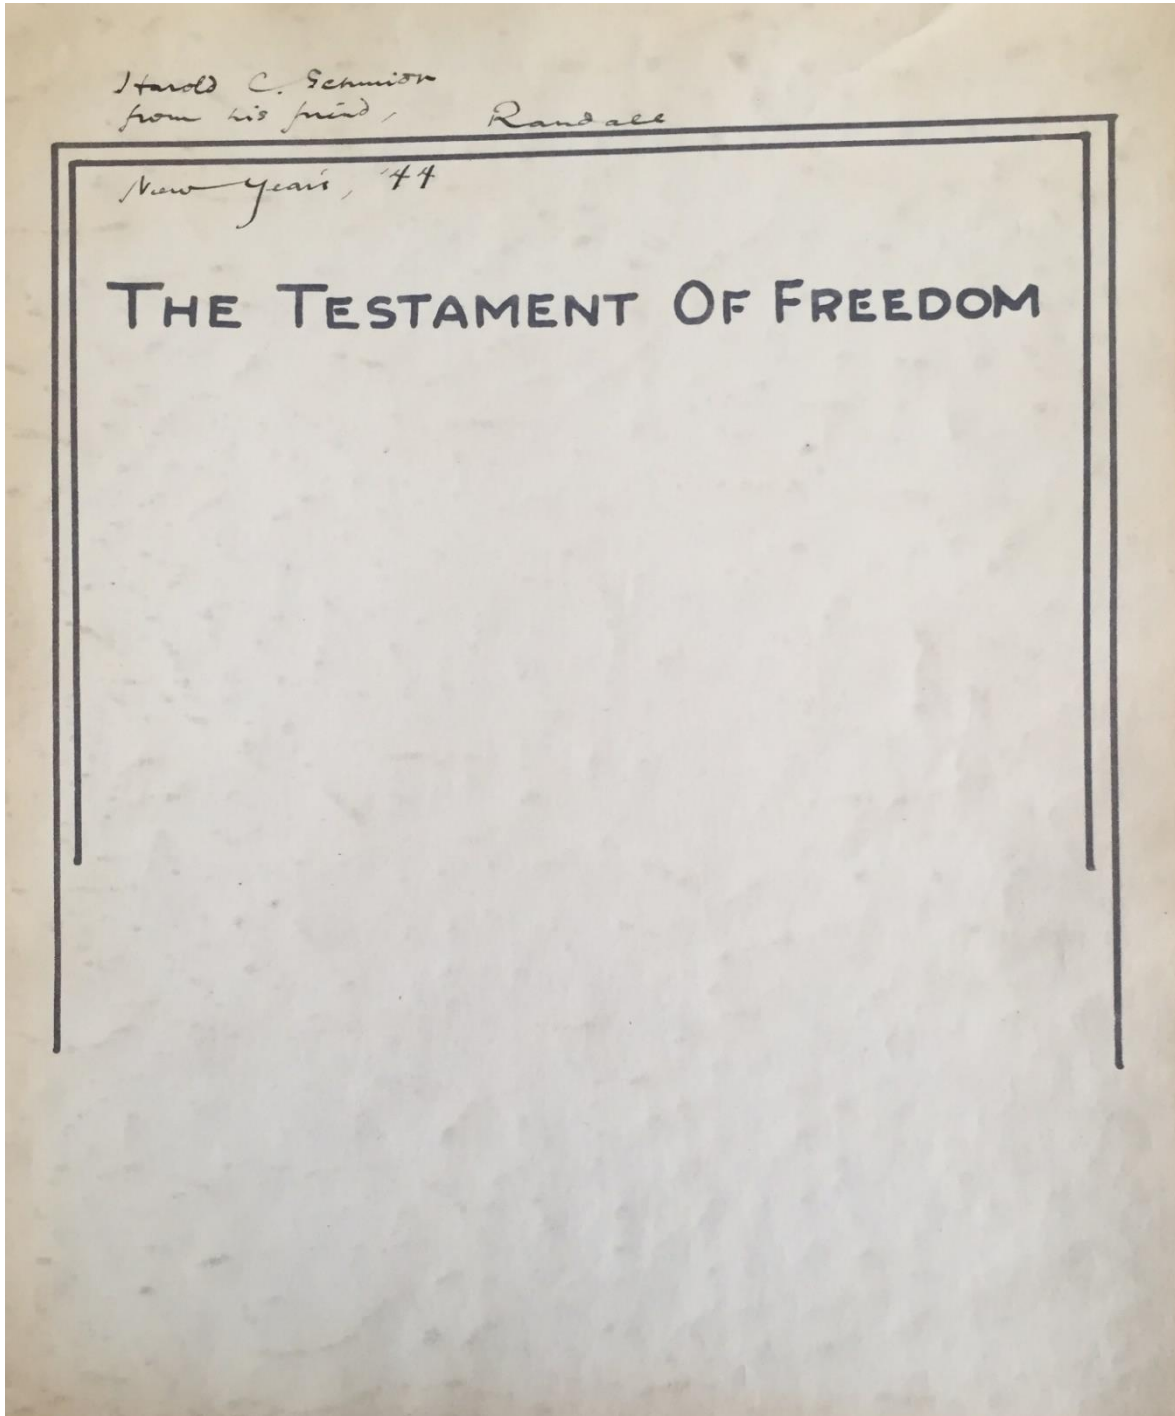 Harold C. Schmidt
from his friend, Randall
New Year's, '44
THE TESTAMENT OF FREEDOM